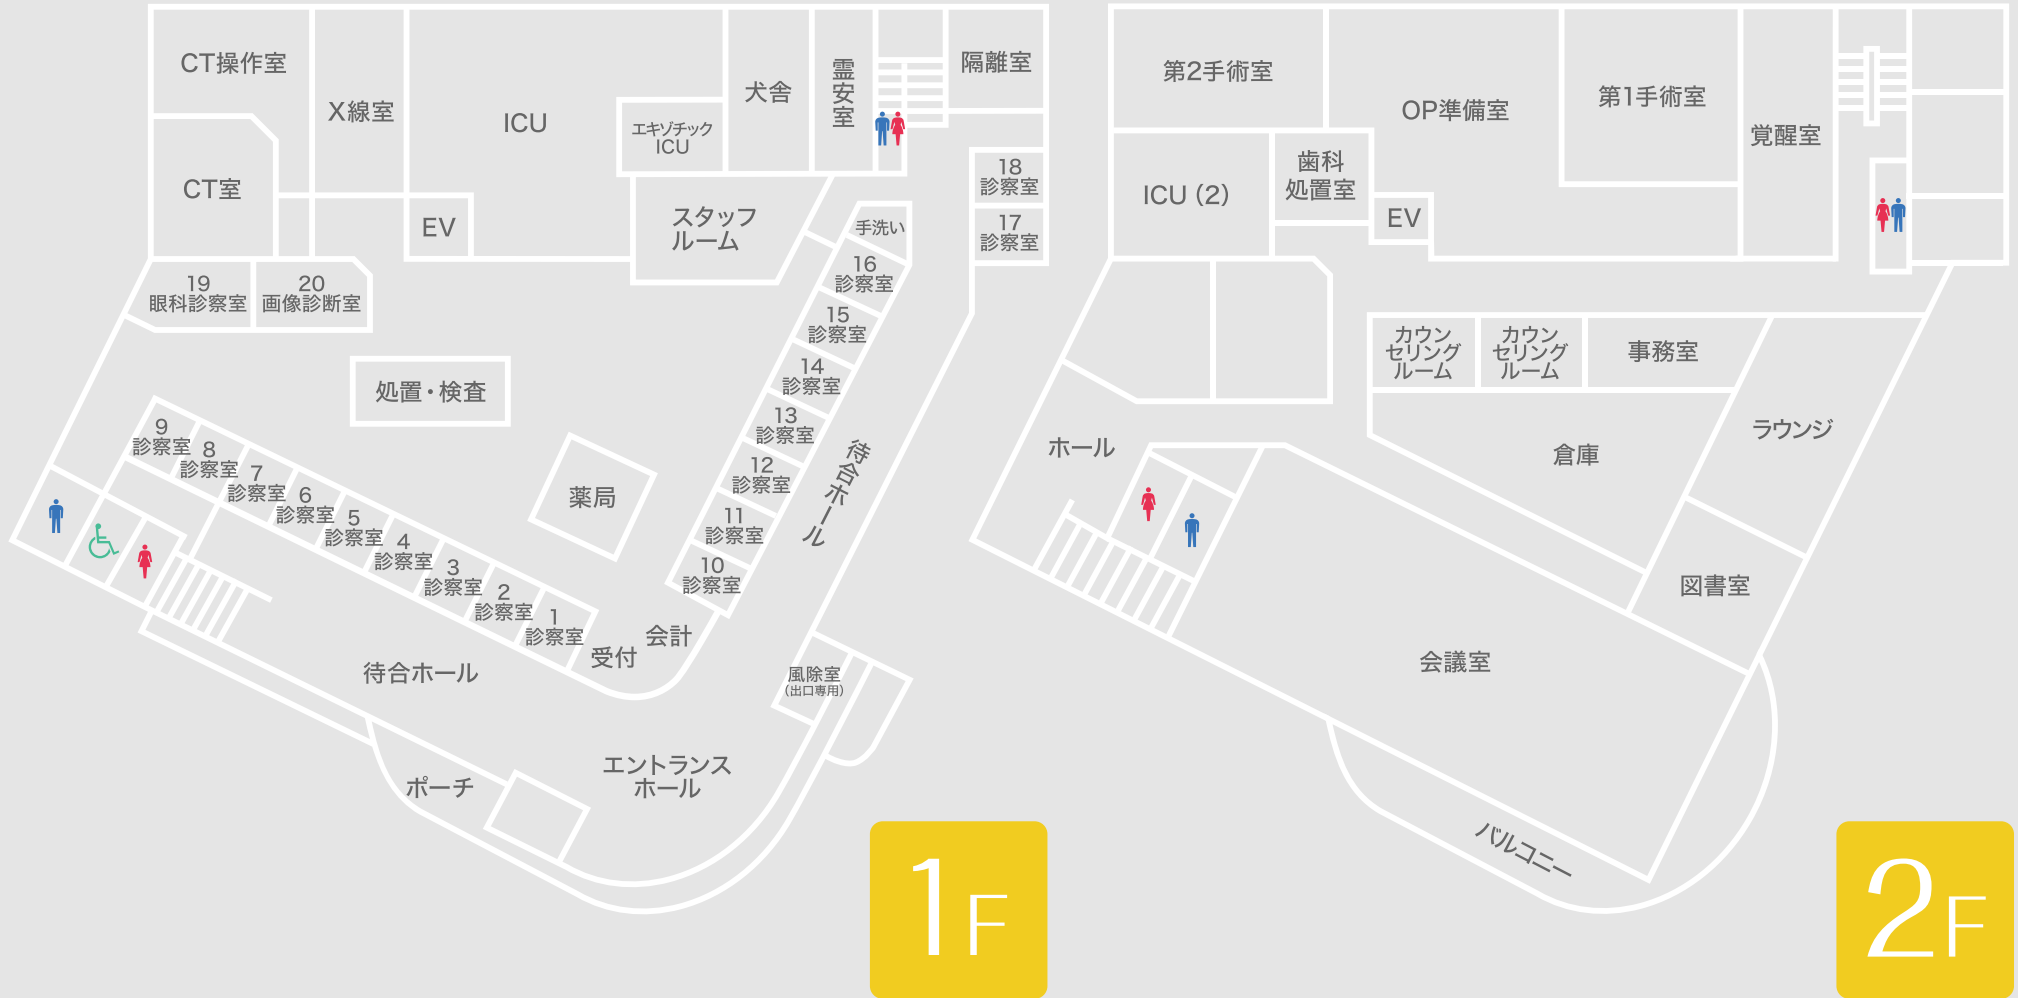 CT操作室
X線室
ICU
エキゾチック
ICU
犬舎
霊安室
隔離室
CT室
EV
スタッフ
ルーム
手洗い
18
診察室
17
診察室
16
診察室
15
診察室
14
診察室
13
診察室
12
診察室
11
診察室
10
診察室
19
眼科診察室
20
画像診断室
処置・検査
薬局
9
診察室
8
診察室
7
診察室
6
診察室
5
診察室
4
診察室
3
診察室
2
診察室
1
診察室
待合ホール
受付
会計
待合ホール
風除室
(出口専用)
エントランス
ホール
ポーチ
1F
第2手術室
OP準備室
第1手術室
覚醒室
ICU(2)
歯科
処置室
EV
カウン
セリング
ルーム
カウン
セリング
ルーム
事務室
倉庫
ラウンジ
ホール
図書室
会議室
バルコニー
2F